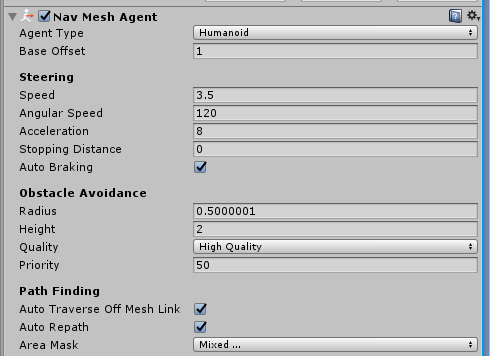 Nav Mesh Agent
Agent Type Humanoid
Base Offset 1
Steering
Speed 3.5
Angular Speed 120
Acceleration 8
Stopping Distance 0
Auto Braking
Obstacle Avoidance
Radius 0.5000001
Height 2
Quality High Quality
Priority 50
Path Finding
Auto Traverse Off Mesh Link
Auto Repath
Area Mask Mixed ...